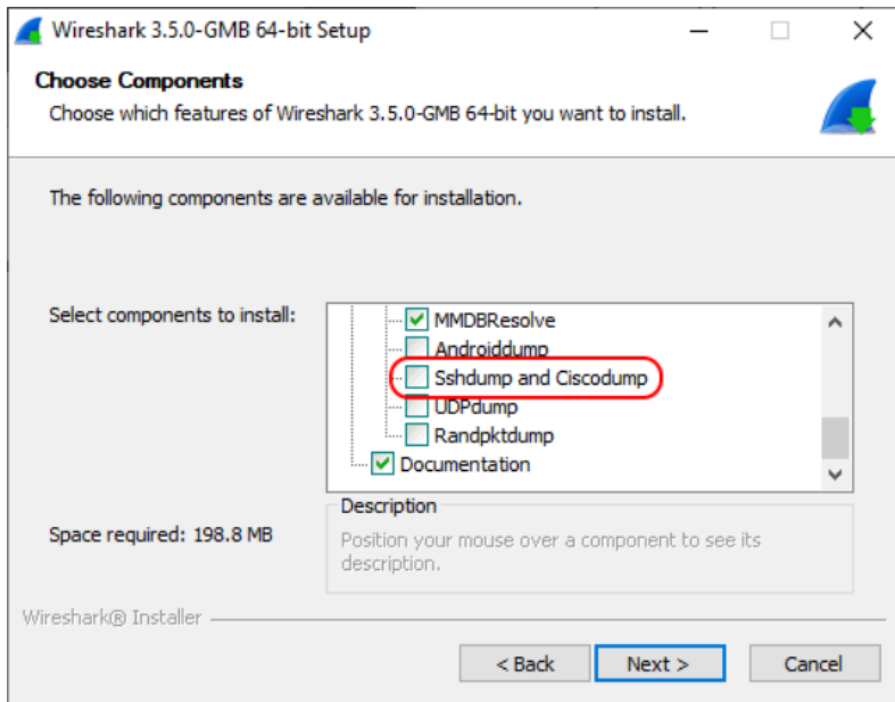 Wireshark 3.5.0-GMB 64-bit Setup
Choose Components
Choose which features of Wireshark 3.5.0-GMB 64-bit you want to install.
The following components are available for installation.
Select components to install:
MMDBResolve
Androiddump
Sshdump and Ciscodump
UDPdump
Randpktdump
Documentation
Space required: 198.8 MB
Description
Position your mouse over a component to see its
description.
Wireshark® Installer
< Back
Next >
Cancel